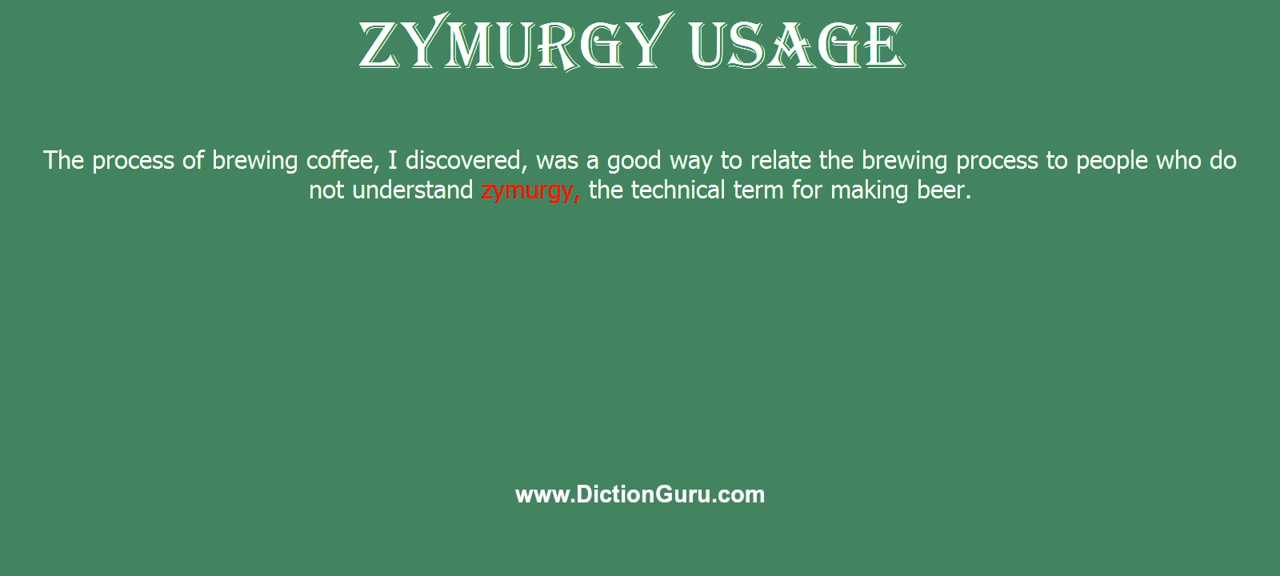 ZYMURGY USAGE
The process of brewing coffee, I discovered, was a good way to relate the brewing process to people who do
not understand zymurgy, the technical term for making beer.
www.DictionGuru.com